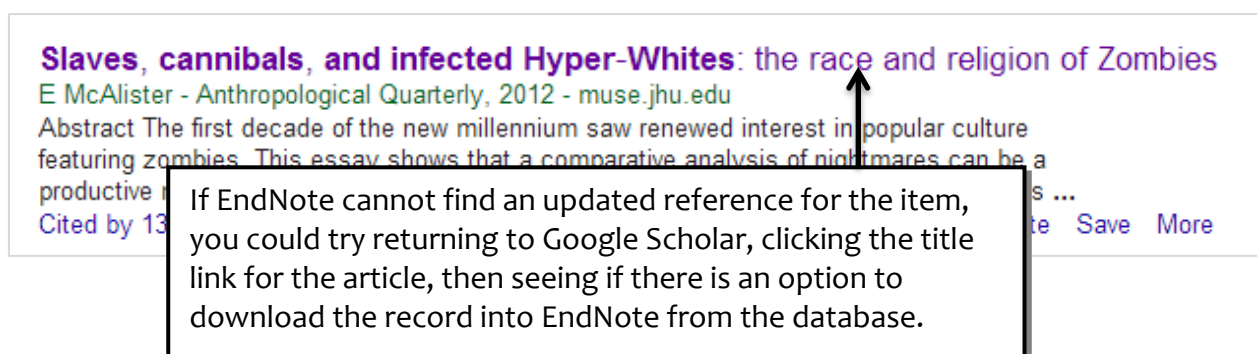 Slaves, cannibals, and infected Hyper-Whites: the race and religion of Zombies
E McAlister - Anthropological Quarterly, 2012 - muse.jhu.edu
Abstract The first decade of the new millennium saw renewed interest in popular culture
featuring zombies. This essay shows that a comparative analysis of nightmares can be a
productive
s ...
Cited by 13
Save More
If EndNote cannot find an updated reference for the item,
you could try returning to Google Scholar, clicking the title
link for the article, then seeing if there is an option to
download the record into EndNote from the database.